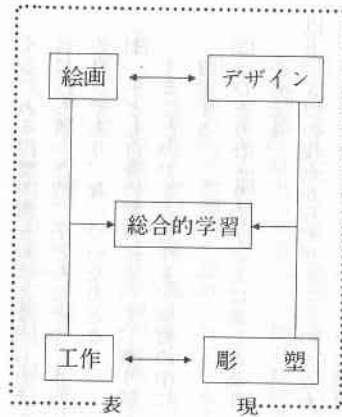 絵画 デザイン
総合的学習
工作 彫 塑
表 現